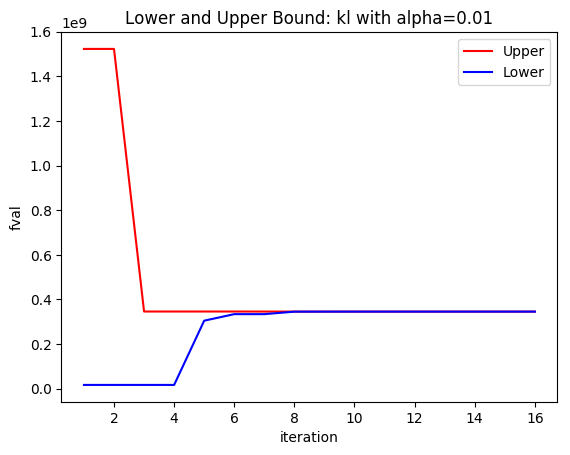 Lower and Upper Bound: kl with alpha=0.01
1e9
1.6
1.4
1.2
1.0
0.8
0.6
0.4
0.2
0.0
fval
Upper
Lower
2 4 6 8 10 12 14 16
iteration